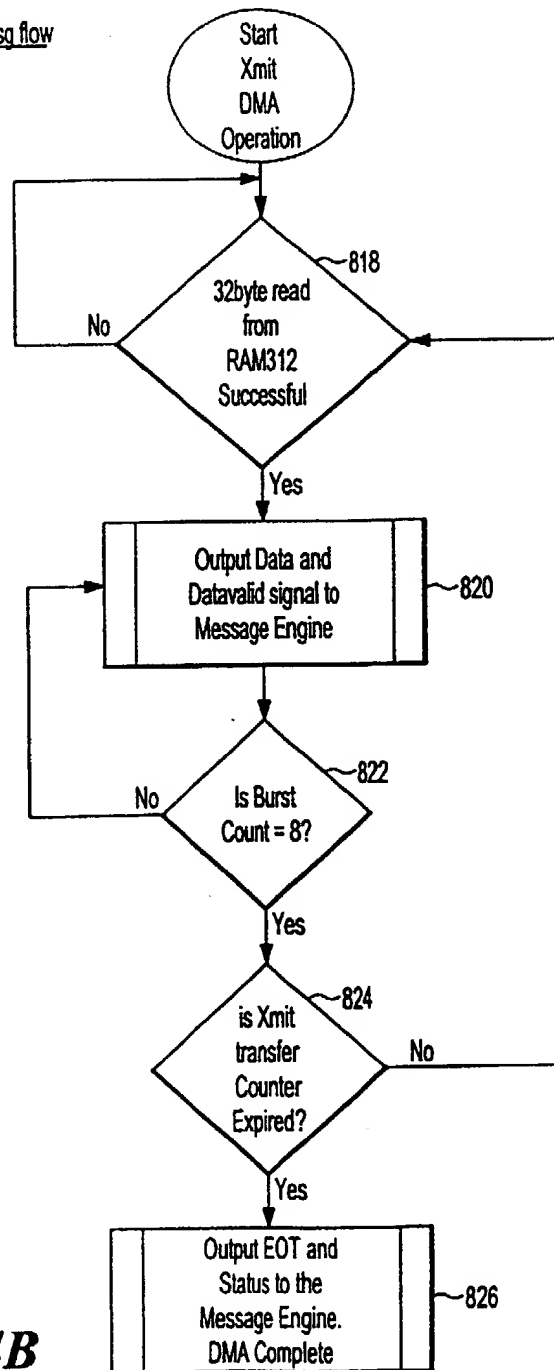 sg flow
Start
Xmit
DMA
Operation
818
32byte read
from
RAM312
Successful
No
Yes
Output Data and
Datavalid signal to
Message Engine
820
822
Is Burst
Count = 8?
No
Yes
824
is Xmit
transfer
Counter
Expired?
No
Yes
Output EOT and
Status to the
Message Engine.
DMA Complete
826
B